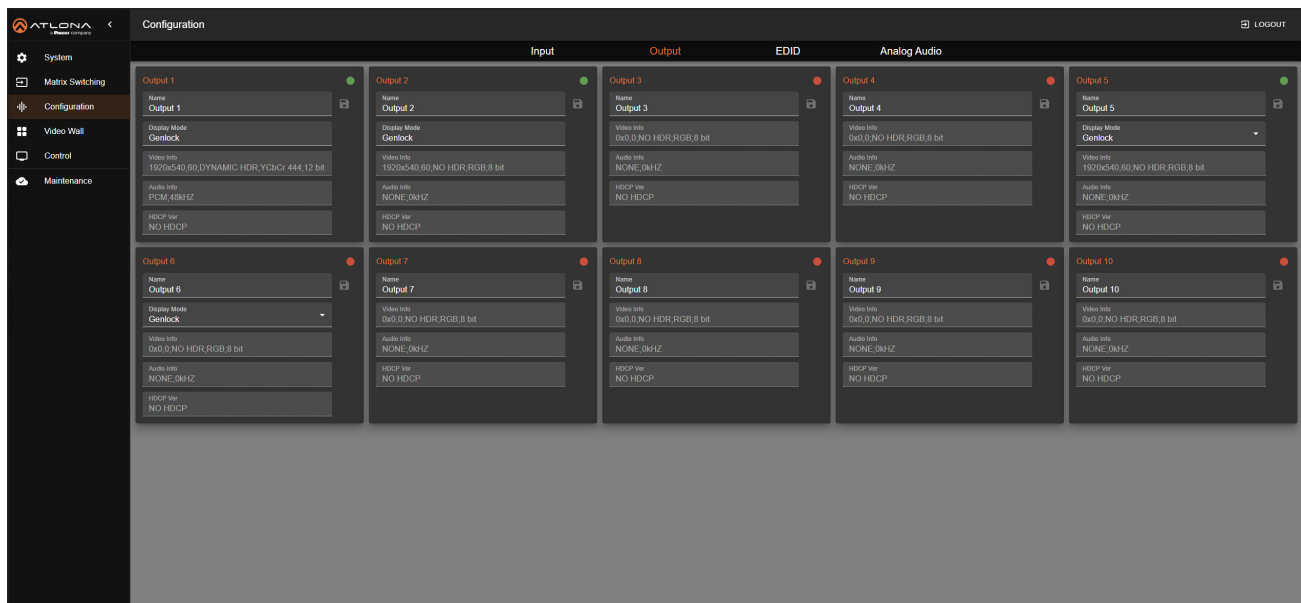 ATLONA
a Panduit company
Configuration
LOGOUT
System
Matrix Switching
Configuration
Video Wall
Control
Maintenance
Input
Output
EDID
Analog Audio
Output 1
Name
Output 1
Display Mode
Genlock
Video Info
1920x540,60;DYNAMIC HDR;YCbCr 444;12 bit
Audio Info
PCM;48kHZ
HDCP Ver
NO HDCP
Output 2
Name
Output 2
Display Mode
Genlock
Video Info
1920x540,60;NO HDR;RGB;8 bit
Audio Info
NONE;0kHZ
HDCP Ver
NO HDCP
Output 3
Name
Output 3
Video Info
0x0,0;NO HDR;RGB;8 bit
Audio Info
NONE;0kHZ
HDCP Ver
NO HDCP
Output 4
Name
Output 4
Video Info
0x0,0;NO HDR;RGB;8 bit
Audio Info
NONE;0kHZ
HDCP Ver
NO HDCP
Output 5
Name
Output 5
Display Mode
Genlock
Video Info
1920x540,60;NO HDR;RGB;8 bit
Audio Info
NONE;0kHZ
HDCP Ver
NO HDCP
Output 6
Name
Output 6
Display Mode
Genlock
Video Info
0x0,0;NO HDR;RGB;8 bit
Audio Info
NONE;0kHZ
HDCP Ver
NO HDCP
Output 7
Name
Output 7
Video Info
0x0,0;NO HDR;RGB;8 bit
Audio Info
NONE;0kHZ
HDCP Ver
NO HDCP
Output 8
Name
Output 8
Video Info
0x0,0;NO HDR;RGB;8 bit
Audio Info
NONE;0kHZ
HDCP Ver
NO HDCP
Output 9
Name
Output 9
Video Info
0x0,0;NO HDR;RGB;8 bit
Audio Info
NONE;0kHZ
HDCP Ver
NO HDCP
Output 10
Name
Output 10
Video Info
0x0,0;NO HDR;RGB;8 bit
Audio Info
NONE;0kHZ
HDCP Ver
NO HDCP